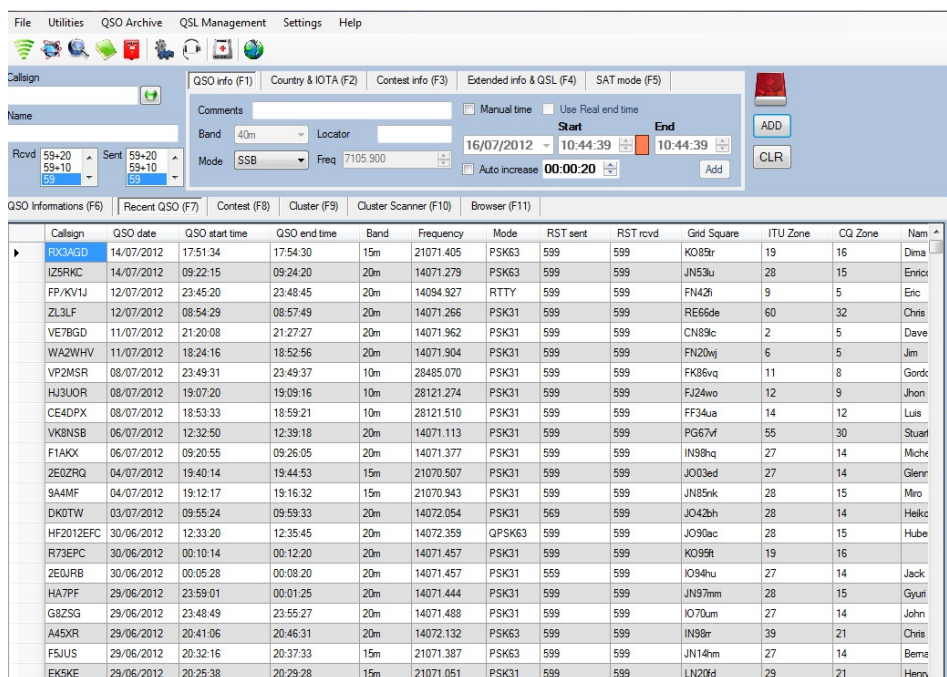 File Utilities QSO Archive QSL Management Settings Help
Callsign
Name
Rcvd 59+20 59+10 59 Sent 59+20 59+10 59
QSO info (F1) Country & IOTA (F2) Contest info (F3) Extended info & QSL (F4) SAT mode (F5)
Comments
Band 40m Locator
Mode SSB Freq 7105.900
Manual time Use Real end time
Start End
16/07/2012 10:44:39 10:44:39
Auto increase 00:00:20 Add
ADD
CLR
QSO Informations (F6) Recent QSO (F7) Contest (F8) Cluster (F9) Cluster Scanner (F10) Browser (F11)
Callsign QSO date QSO start time QSO end time Band Frequency Mode RST sent RST rcvd Grid Square ITU Zone CQ Zone Nam
RX3AGD 14/07/2012 17:51:34 17:54:30 15m 21071.405 PSK63 599 599 KO85tr 19 16 Dima
IZ5RKC 14/07/2012 09:22:15 09:24:20 20m 14071.279 PSK63 599 599 JN53lu 28 15 Enrico
FP/KV1J 12/07/2012 23:45:20 23:48:45 20m 14094.927 RTTY 599 599 FN42fi 9 5 Eric
ZL3LF 12/07/2012 08:54:29 08:57:49 20m 14071.266 PSK31 599 599 RE66de 60 32 Chris
VE7BGD 11/07/2012 21:20:08 21:27:27 20m 14071.962 PSK31 599 599 CN89lc 2 5 Dave
WA2WHV 11/07/2012 18:24:16 18:52:56 20m 14071.904 PSK31 599 599 FN20wj 6 5 Jim
VP2MSR 08/07/2012 23:49:31 23:49:37 10m 28485.070 PSK31 599 599 FK86vq 11 8 Gordo
HJ3UOR 08/07/2012 19:07:20 19:09:16 10m 28121.274 PSK31 599 599 FJ24wo 12 9 Jhon
CE4DPX 08/07/2012 18:53:33 18:59:21 10m 28121.510 PSK31 599 599 FF34ua 14 12 Luis
VK8NSB 06/07/2012 12:32:50 12:39:18 20m 14071.113 PSK31 599 599 PG67vf 55 30 Stuart
F1AKX 06/07/2012 09:20:55 09:26:05 20m 14071.377 PSK31 599 599 IN98hq 27 14 Miche
2E0ZRQ 04/07/2012 19:40:14 19:44:53 15m 21070.507 PSK31 599 599 JO03ed 27 14 Glenn
9A4MF 04/07/2012 19:12:17 19:16:32 15m 21070.943 PSK31 599 599 JN85nk 28 15 Miro
DK0TW 03/07/2012 09:55:24 09:59:33 20m 14072.054 PSK31 569 599 JO42bh 28 14 Heiko
HF2012EFC 30/06/2012 12:33:20 12:35:45 20m 14072.359 QPSK63 599 599 JO90ac 28 15 Hube
R73EPC 30/06/2012 00:10:14 00:12:20 20m 14071.457 PSK31 599 599 KO95ft 19 16
2E0JRB 30/06/2012 00:05:28 00:08:20 20m 14071.457 PSK31 559 599 IO94hu 27 14 Jack
HA7PF 29/06/2012 23:59:01 00:01:25 20m 14071.444 PSK31 599 599 JN97mm 28 15 Gyuri
G8ZSG 29/06/2012 23:48:49 23:55:27 20m 14071.488 PSK31 599 599 IO70um 27 14 John
A45XR 29/06/2012 20:41:06 20:46:31 20m 14072.132 PSK63 599 599 IN98rr 39 21 Chris
F5JUS 29/06/2012 20:32:16 20:37:33 15m 21071.387 PSK63 599 599 JN14hm 27 14 Berna
EK5KE 29/06/2012 20:25:38 20:29:28 15m 21071.051 PSK31 599 599 LN20fd 29 21 Henry